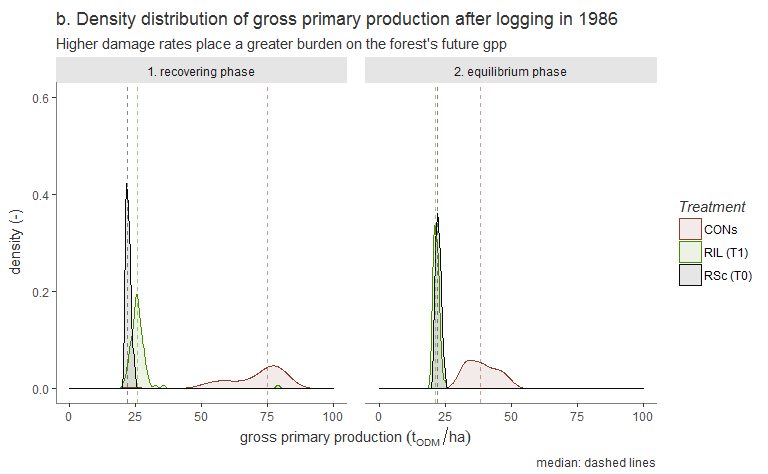 b. Density distribution of gross primary production after logging in 1986
Higher damage rates place a greater burden on the forest's future gpp
1. recovering phase
2. equilibrium phase
0.6
0.4
0.2
0.0
density (-)
0 25 50 75 100
0 25 50 75 100
gross primary production (tODM/ha)
Treatment
CONs
RIL (T1)
RSc (T0)
median: dashed lines